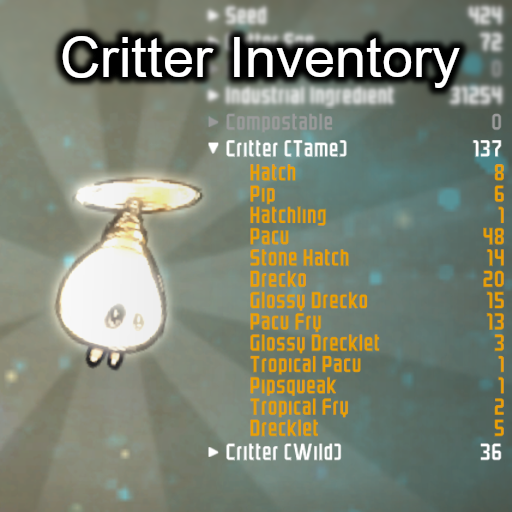 Seed 424
Critter Inventory
72
0
Industrial Ingredient 31254
Compostable 0
Critter (Tame) 137
Hatch 8
Pip 6
Hatchling 1
Pacu 48
Stone Hatch 14
Drecko 20
Glossy Drecko 15
Pacu Fry 13
Glossy Drecklet 3
Tropical Pacu 1
Pipsqueak 1
Tropical Fry 2
Drecklet 5
Critter (Wild) 36